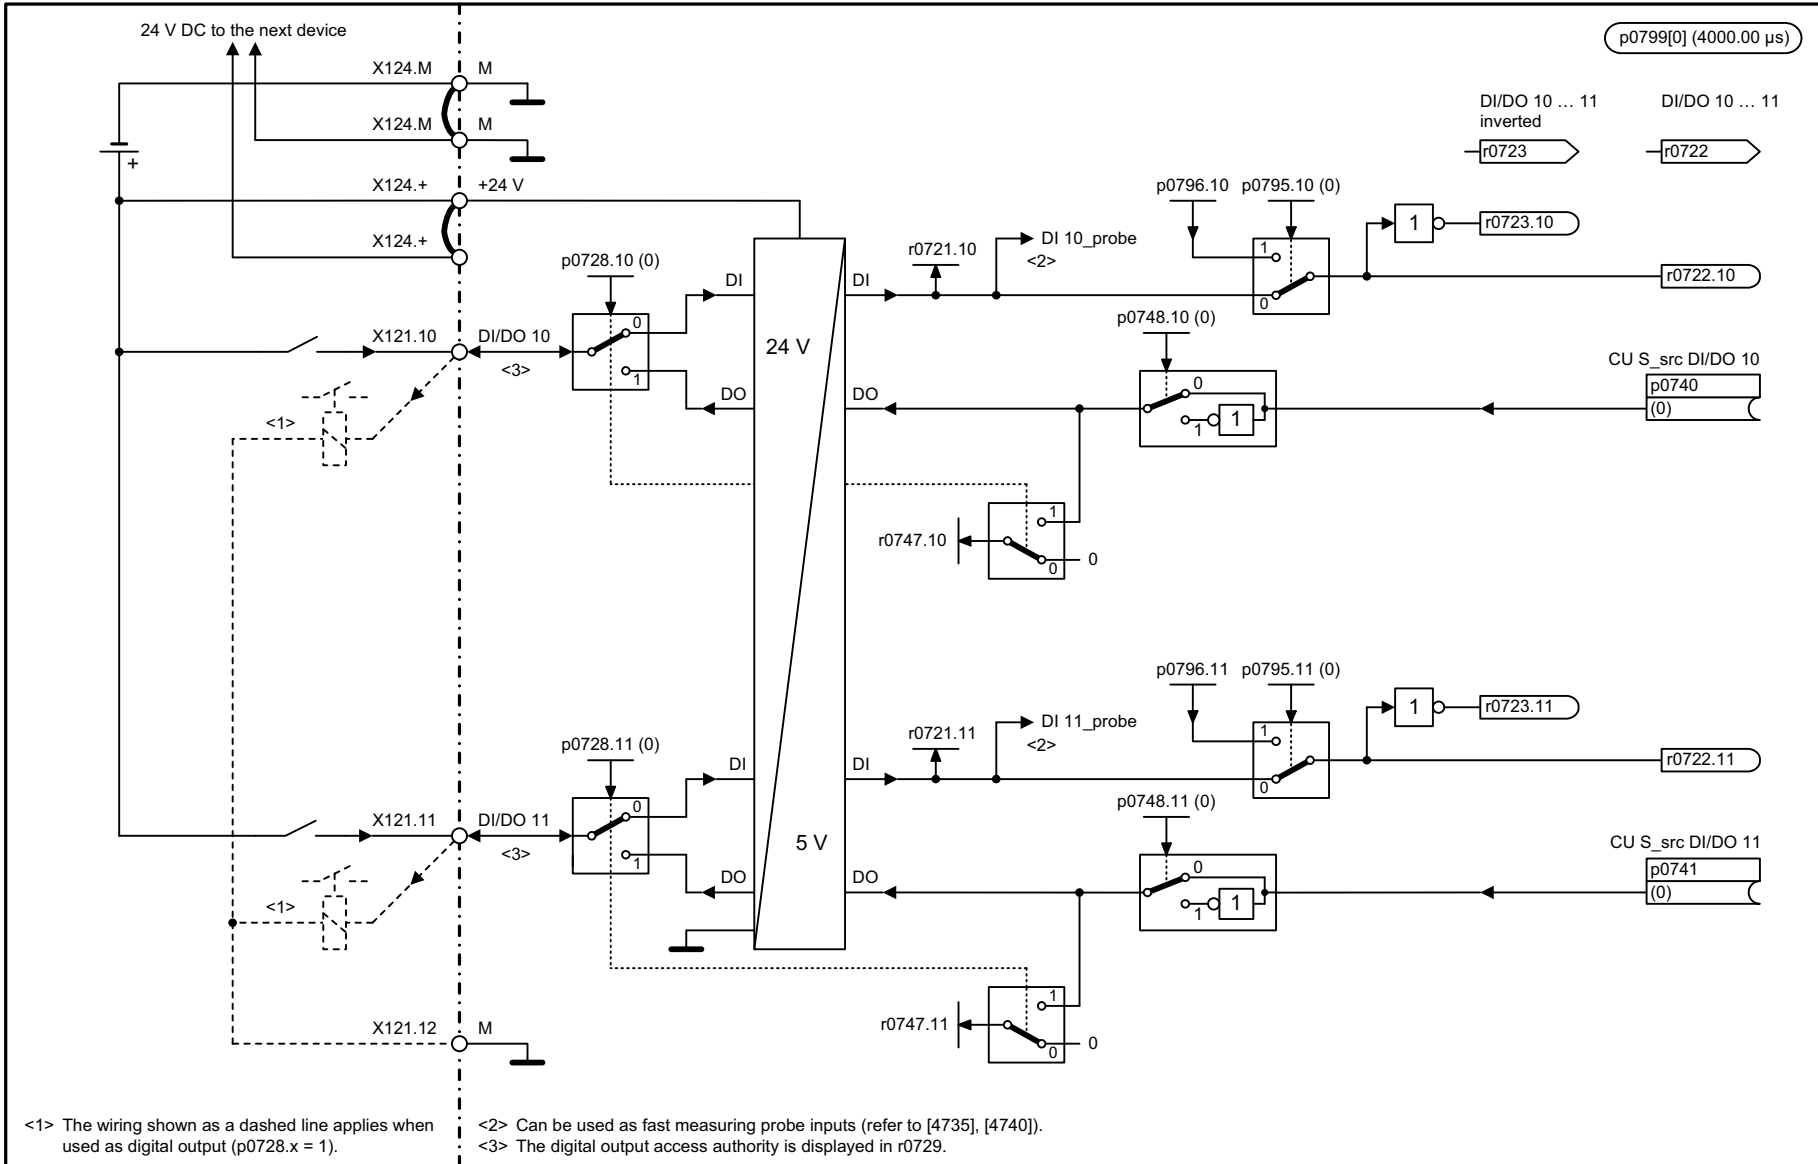 24 V DC to the next device
p0799[0] (4000.00 µs)
X124.M
M
X124.M
M
+
X124.+
+24 V
X124.+
DI/DO 10 … 11
inverted
DI/DO 10 … 11
r0723
r0722
p0796.10
p0795.10 (0)
1
0
1
r0723.10
r0722.10
p0728.10 (0)
DI
DI
r0721.10
DI 10_probe
<2>
X121.10
DI/DO 10
<3>
0
1
DO
24 V
DO
p0748.10 (0)
0
1
1
CU S_src DI/DO 10
p0740
(0)
<1>
r0747.10
1
0
0
p0796.11
p0795.11 (0)
1
0
1
r0723.11
r0722.11
p0728.11 (0)
DI
DI
r0721.11
DI 11_probe
<2>
X121.11
DI/DO 11
<3>
0
1
DO
5 V
DO
p0748.11 (0)
0
1
1
CU S_src DI/DO 11
p0741
(0)
<1>
r0747.11
1
0
0
X121.12
M
<1> The wiring shown as a dashed line applies when
used as digital output (p0728.x = 1).
<2> Can be used as fast measuring probe inputs (refer to [4735], [4740]).
<3> The digital output access authority is displayed in r0729.